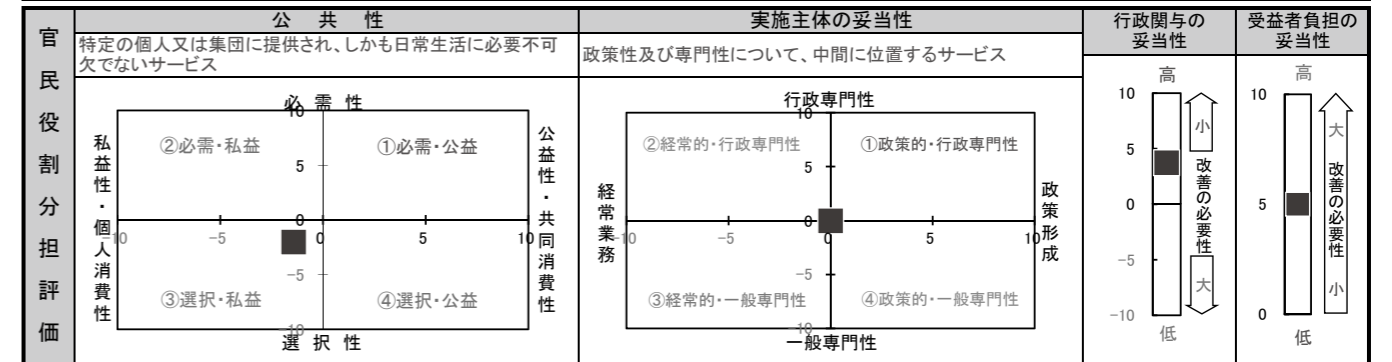 官民役割分担評価
公共性
特定の個人又は集団に提供され、しかも日常生活に必要不可
欠でないサービス
必需性
10
私益性・個人消費性
②必需・私益
①必需・公益
公益性・共同消費性
5
0
-10
-5
0
5
10
-5
③選択・私益
④選択・公益
-10
選択性
実施主体の妥当性
政策性及び専門性について、中間に位置するサービス
行政専門性
10
②経常的・行政専門性
①政策的・行政専門性
5
経常業務
政策形成
0
-10
-5
0
5
10
-5
③経常的・一般専門性
④政策的・一般専門性
-10
一般専門性
行政関与の
妥当性
高
10
5
0
-5
-10
小
改善の必要性
大
低
受益者負担の
妥当性
高
10
5
0
大
改善の必要性
小
低